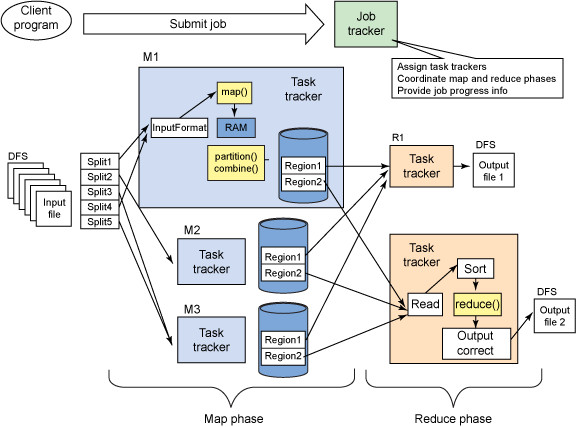 Client
program
Submit job
Job
tracker
Assign task trackers
Coordinate map and reduce phases
Provide job progress info
M1
map()
Task
tracker
InputFormat
RAM
partition()
combine()
Region1
Region2
DFS
Input
file
Split1
Split2
Split3
Split4
Split5
M2
Task
tracker
Region1
Region2
M3
Task
tracker
Region1
Region2
R1
Task
tracker
DFS
Output
file 1
Task
tracker
Sort
Read
reduce()
Output
correct
DFS
Output
file 2
Map phase
Reduce phase